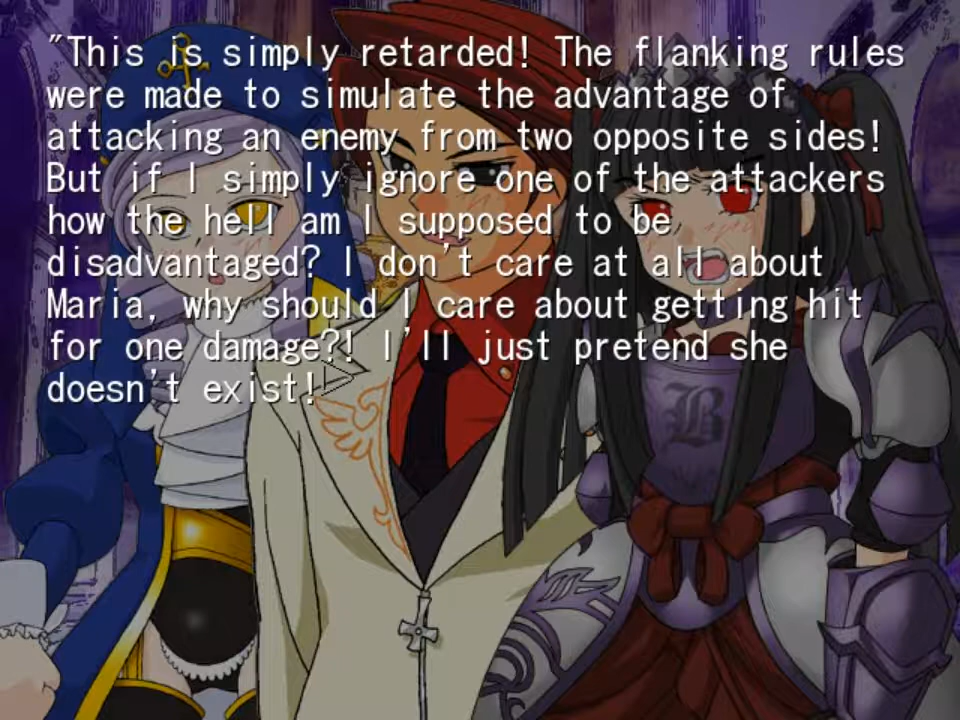 "This is simply retarded! The flanking rules
were made to simulate the advantage of
attacking an enemy from two opposite sides!
But if I simply ignore one of the attackers
how the hell am I supposed to be
disadvantaged? I don't care at all about
Maria, why should I care about getting hit
for one damage?! I'll just pretend she
doesn't exist!
B